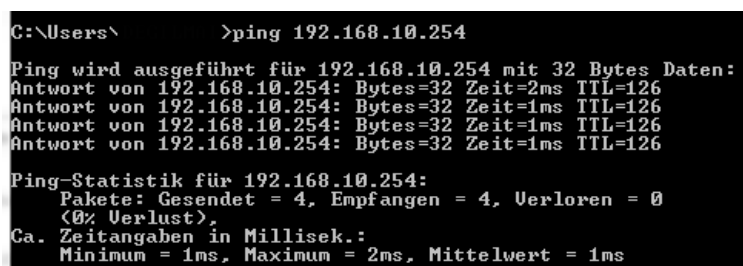 C:\Users\ >ping 192.168.10.254
Ping wird ausgeführt für 192.168.10.254 mit 32 Bytes Daten:
Antwort von 192.168.10.254: Bytes=32 Zeit=2ms TTL=126
Antwort von 192.168.10.254: Bytes=32 Zeit=1ms TTL=126
Antwort von 192.168.10.254: Bytes=32 Zeit=1ms TTL=126
Antwort von 192.168.10.254: Bytes=32 Zeit=1ms TTL=126
Ping-Statistik für 192.168.10.254:
Pakete: Gesendet = 4, Empfangen = 4, Verloren = 0
(0% Verlust),
Ca. Zeitangaben in Millisek.:
Minimum = 1ms, Maximum = 2ms, Mittelwert = 1ms